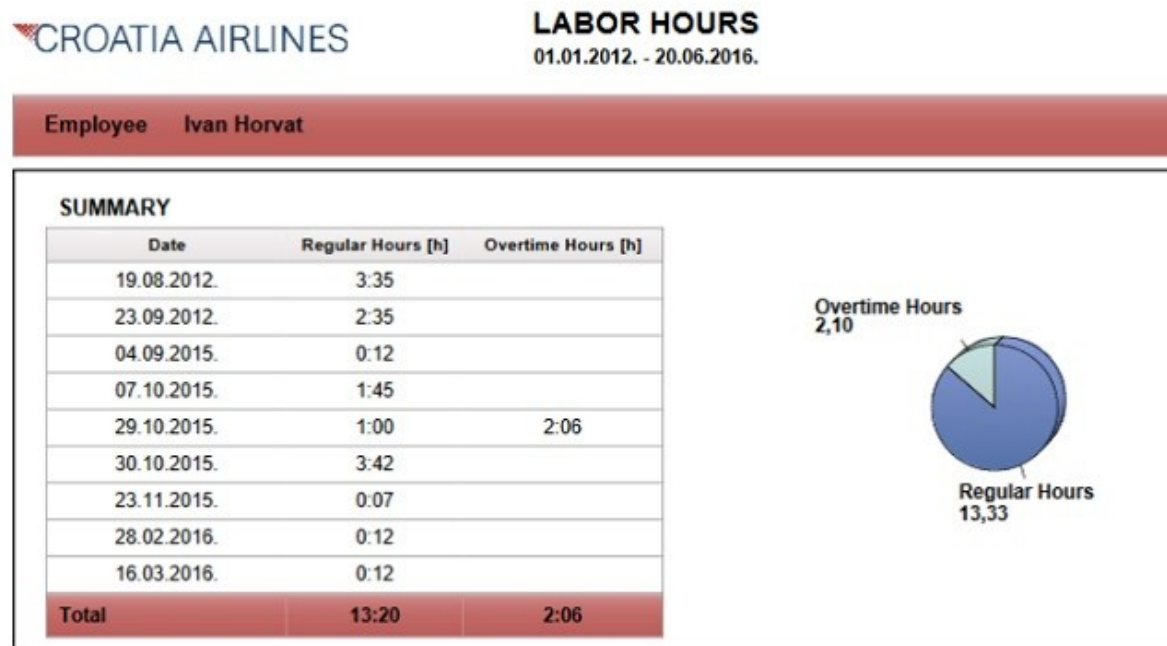 CROATIA AIRLINES
LABOR HOURS
01.01.2012. - 20.06.2016.
Employee Ivan Horvat
SUMMARY
Date Regular Hours [h] Overtime Hours [h]
19.08.2012. 3:35
23.09.2012. 2:35
04.09.2015. 0:12
07.10.2015. 1:45
29.10.2015. 1:00 2:06
30.10.2015. 3:42
23.11.2015. 0:07
28.02.2016. 0:12
16.03.2016. 0:12
Total 13:20 2:06
Overtime Hours
2,10
Regular Hours
13,33